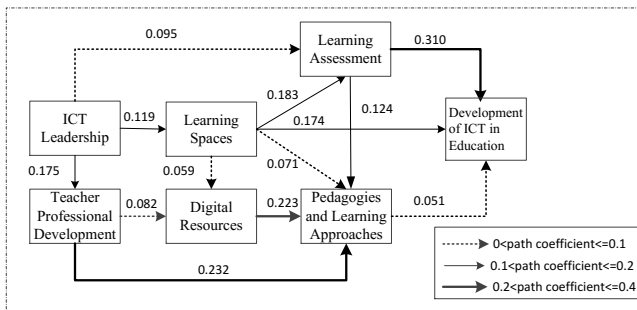 0.095
Learning
Assessment
0.310
0.183
0.124
ICT
Leadership
0.119
Learning
Spaces
0.174
Development
of ICT in
Education
0.175
0.059
0.071
Teacher
Professional
Development
0.082
Digital
Resources
0.223
Pedagogies
and Learning
Approaches
0.051
0.232
0<path coefficient<=0.1
0.1<path coefficient<=0.2
0.2<path coefficient<=0.4